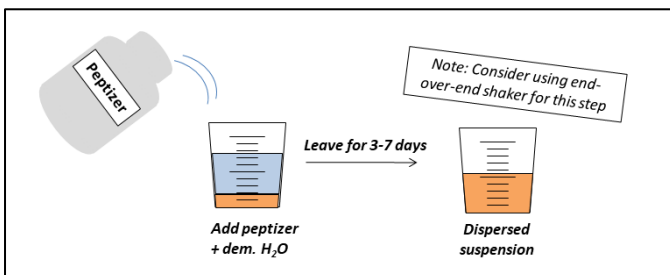 Peptizer
Note: Consider using end-
over-end shaker for this step
Leave for 3-7 days
Add peptizer
+ dem. H₂O
Dispersed
suspension